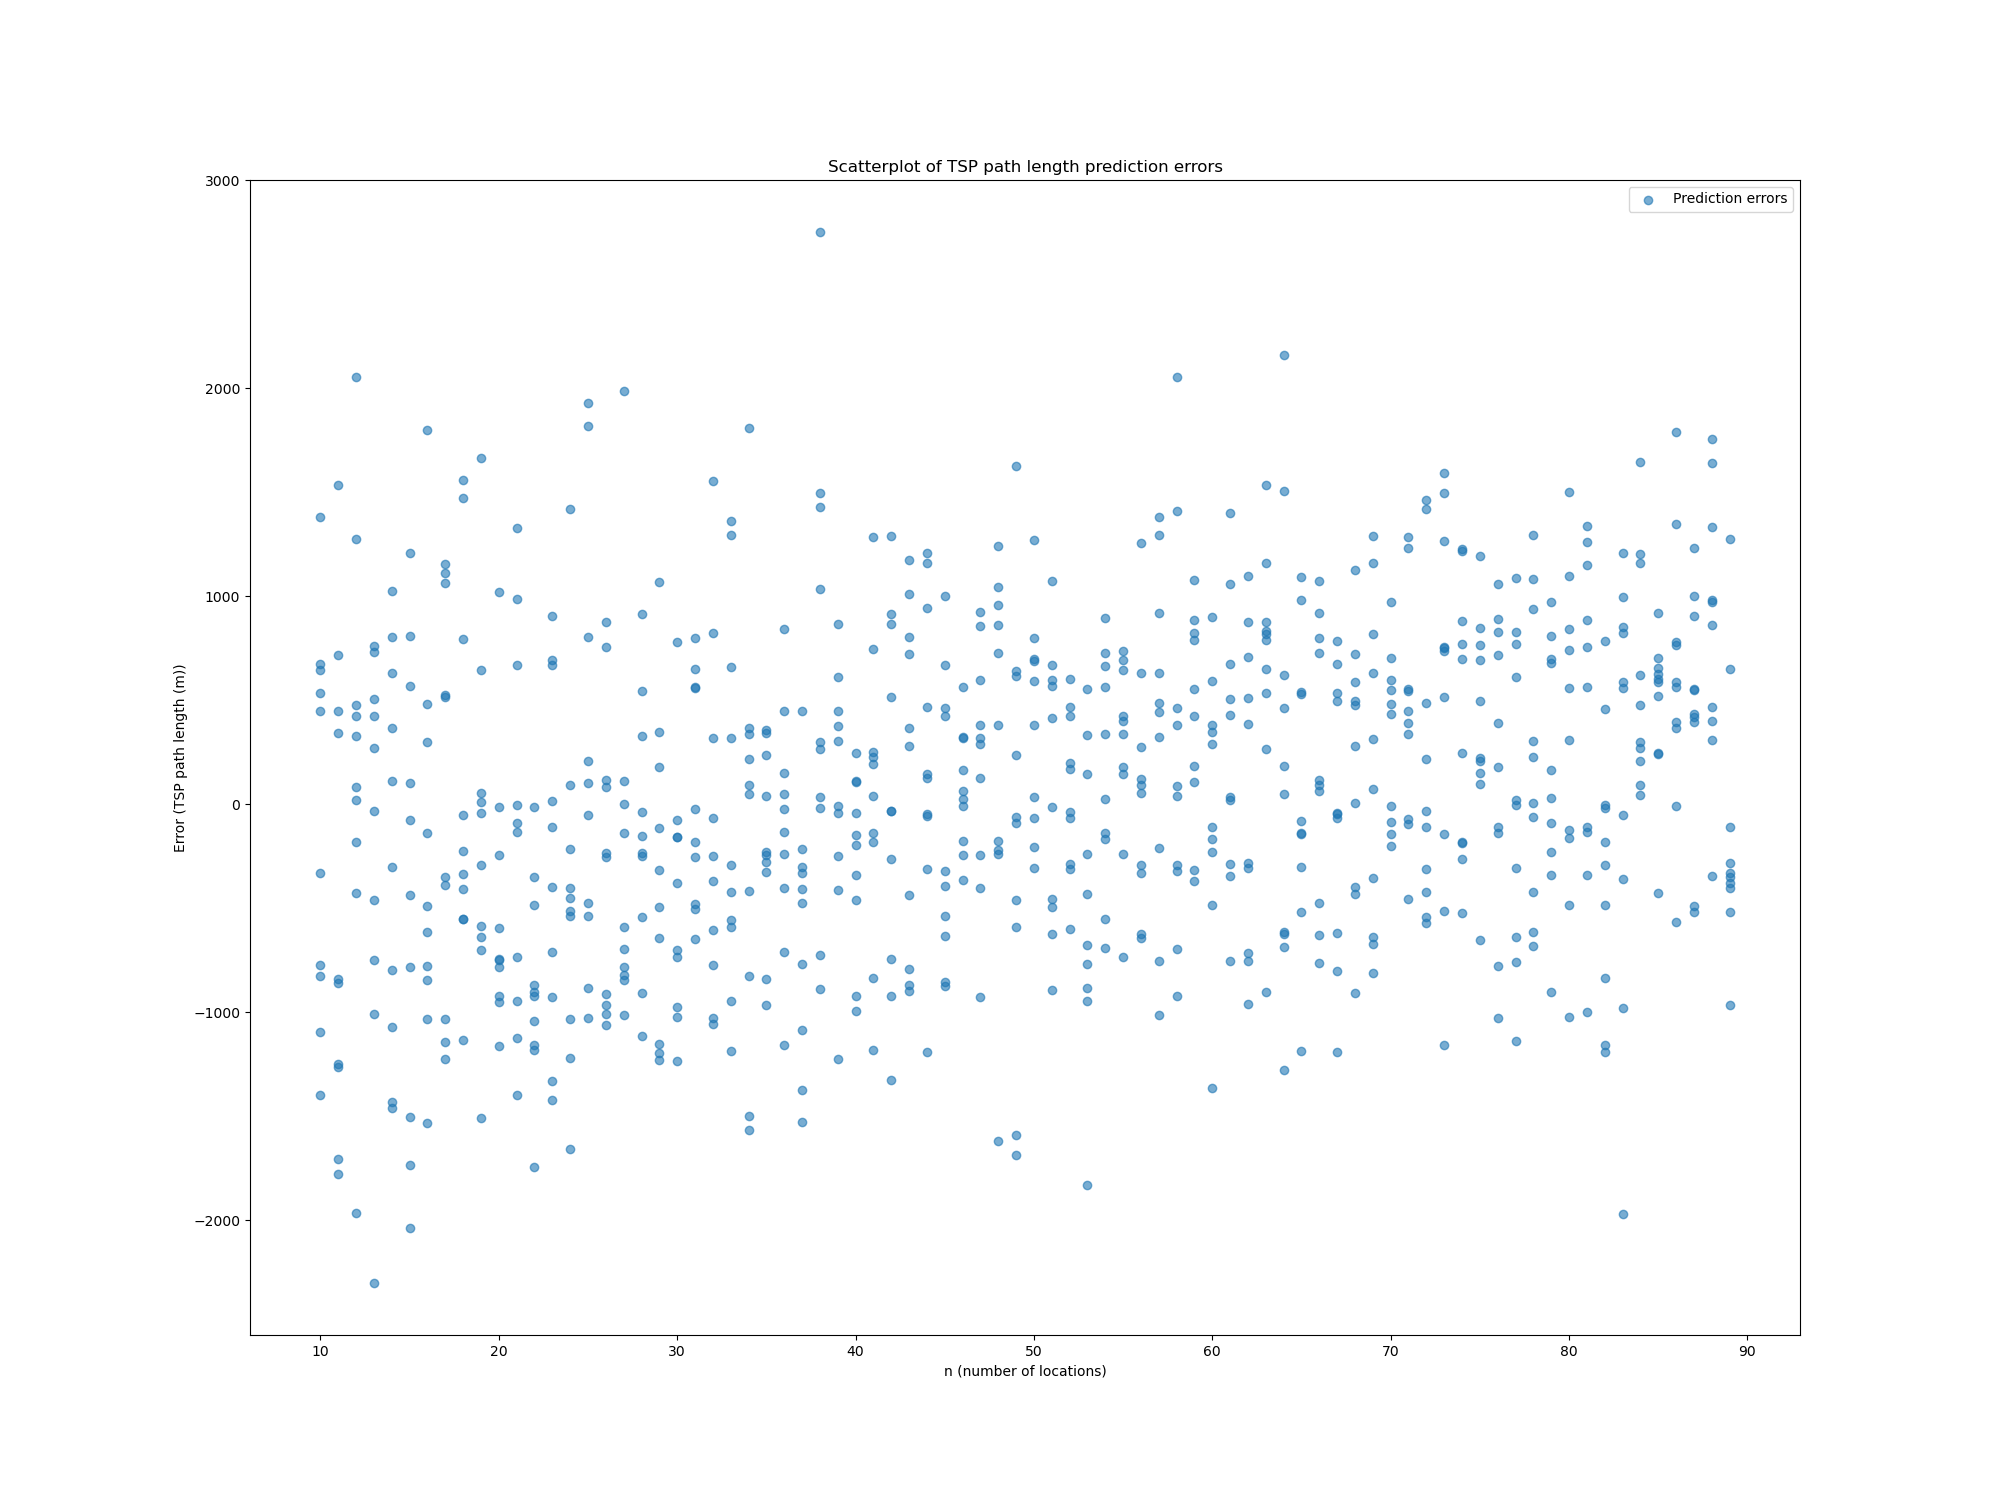 Scatterplot of TSP path length prediction errors
Prediction errors
3000
2000
1000
0
−1000
−2000
Error (TSP path length (m))
10 20 30 40 50 60 70 80 90
n (number of locations)